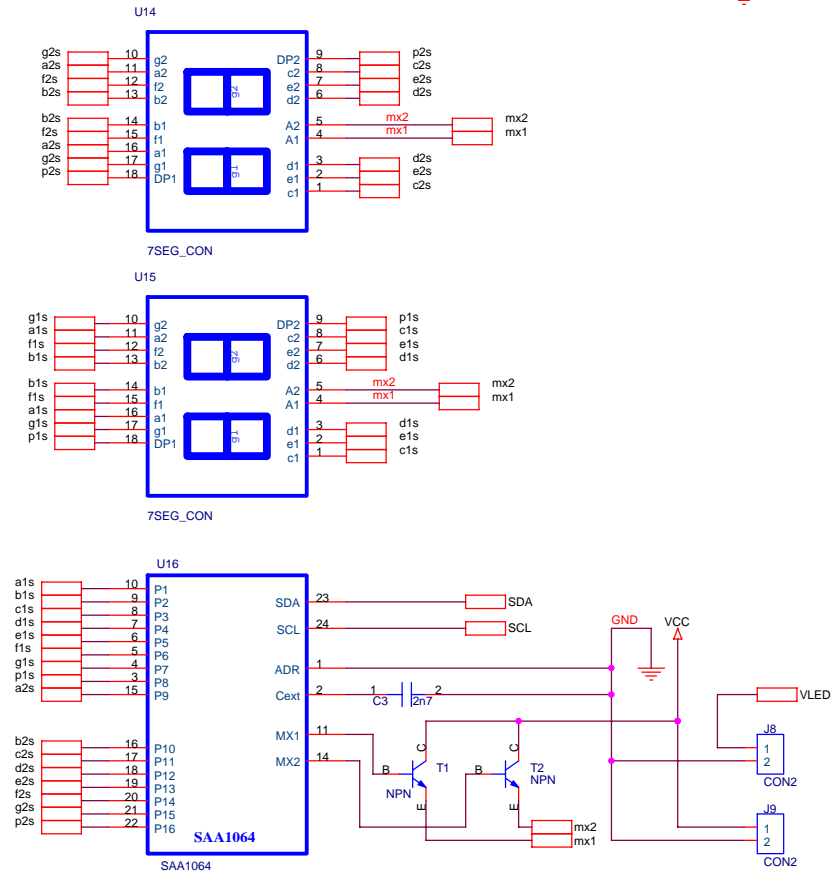 U14
g2s 10 g2 DP2 9 p2s
a2s 11 a2 c2 8 c2s
f2s 12 f2 e2 7 e2s
b2s 13 b2 d2 6 d2s
g2
b2s 14 b1 A2 5 mx2 mx2
f2s 15 f1 A1 4 mx1 mx1
a2s 16 a1
g2s 17 g1 d1 3 d2s
p2s 18 DP1 e1 2 e2s
c1 1 c2s
g1
7SEG_CON
U15
g1s 10 g2 DP2 9 p1s
a1s 11 a2 c2 8 c1s
f1s 12 f2 e2 7 e1s
b1s 13 b2 d2 6 d1s
g2
b1s 14 b1 A2 5 mx2 mx2
f1s 15 f1 A1 4 mx1 mx1
a1s 16 a1
g1s 17 g1 d1 3 d1s
p1s 18 DP1 e1 2 e1s
c1 1 c1s
g1
7SEG_CON
U16
a1s 10 P1
b1s 9 P2 SDA 23 SDA
c1s 8 P3
d1s 7 P4 SCL 24 SCL GND VCC
e1s 6 P5
f1s 5 P6
g1s 4 P7 ADR 1
p1s 3 P8
a2s 15 P9 Cext 2 1 C3 2n7 2 VLED
J8
MX1 11
b2s 16 P10 C C 1
c2s 17 P11 MX2 14 2
d2s 18 P12 B T1 B T2
e2s 19 P13 NPN NPN CON2
f2s 20 P14 E E
g2s 21 P15 J9
p2s 22 P16 mx2 1
SAA1064 mx1 2
SAA1064 CON2